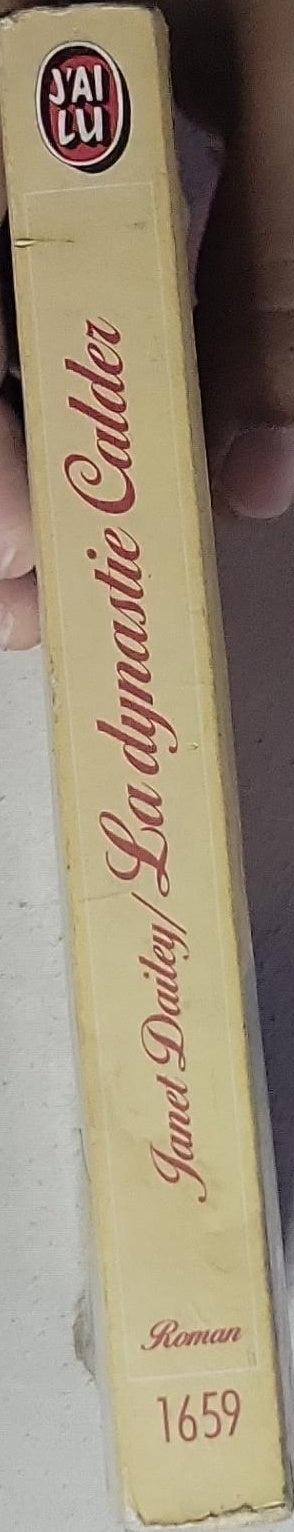 J'AI
LU
Janet Dailey/La dynastie Calder
Roman
1659